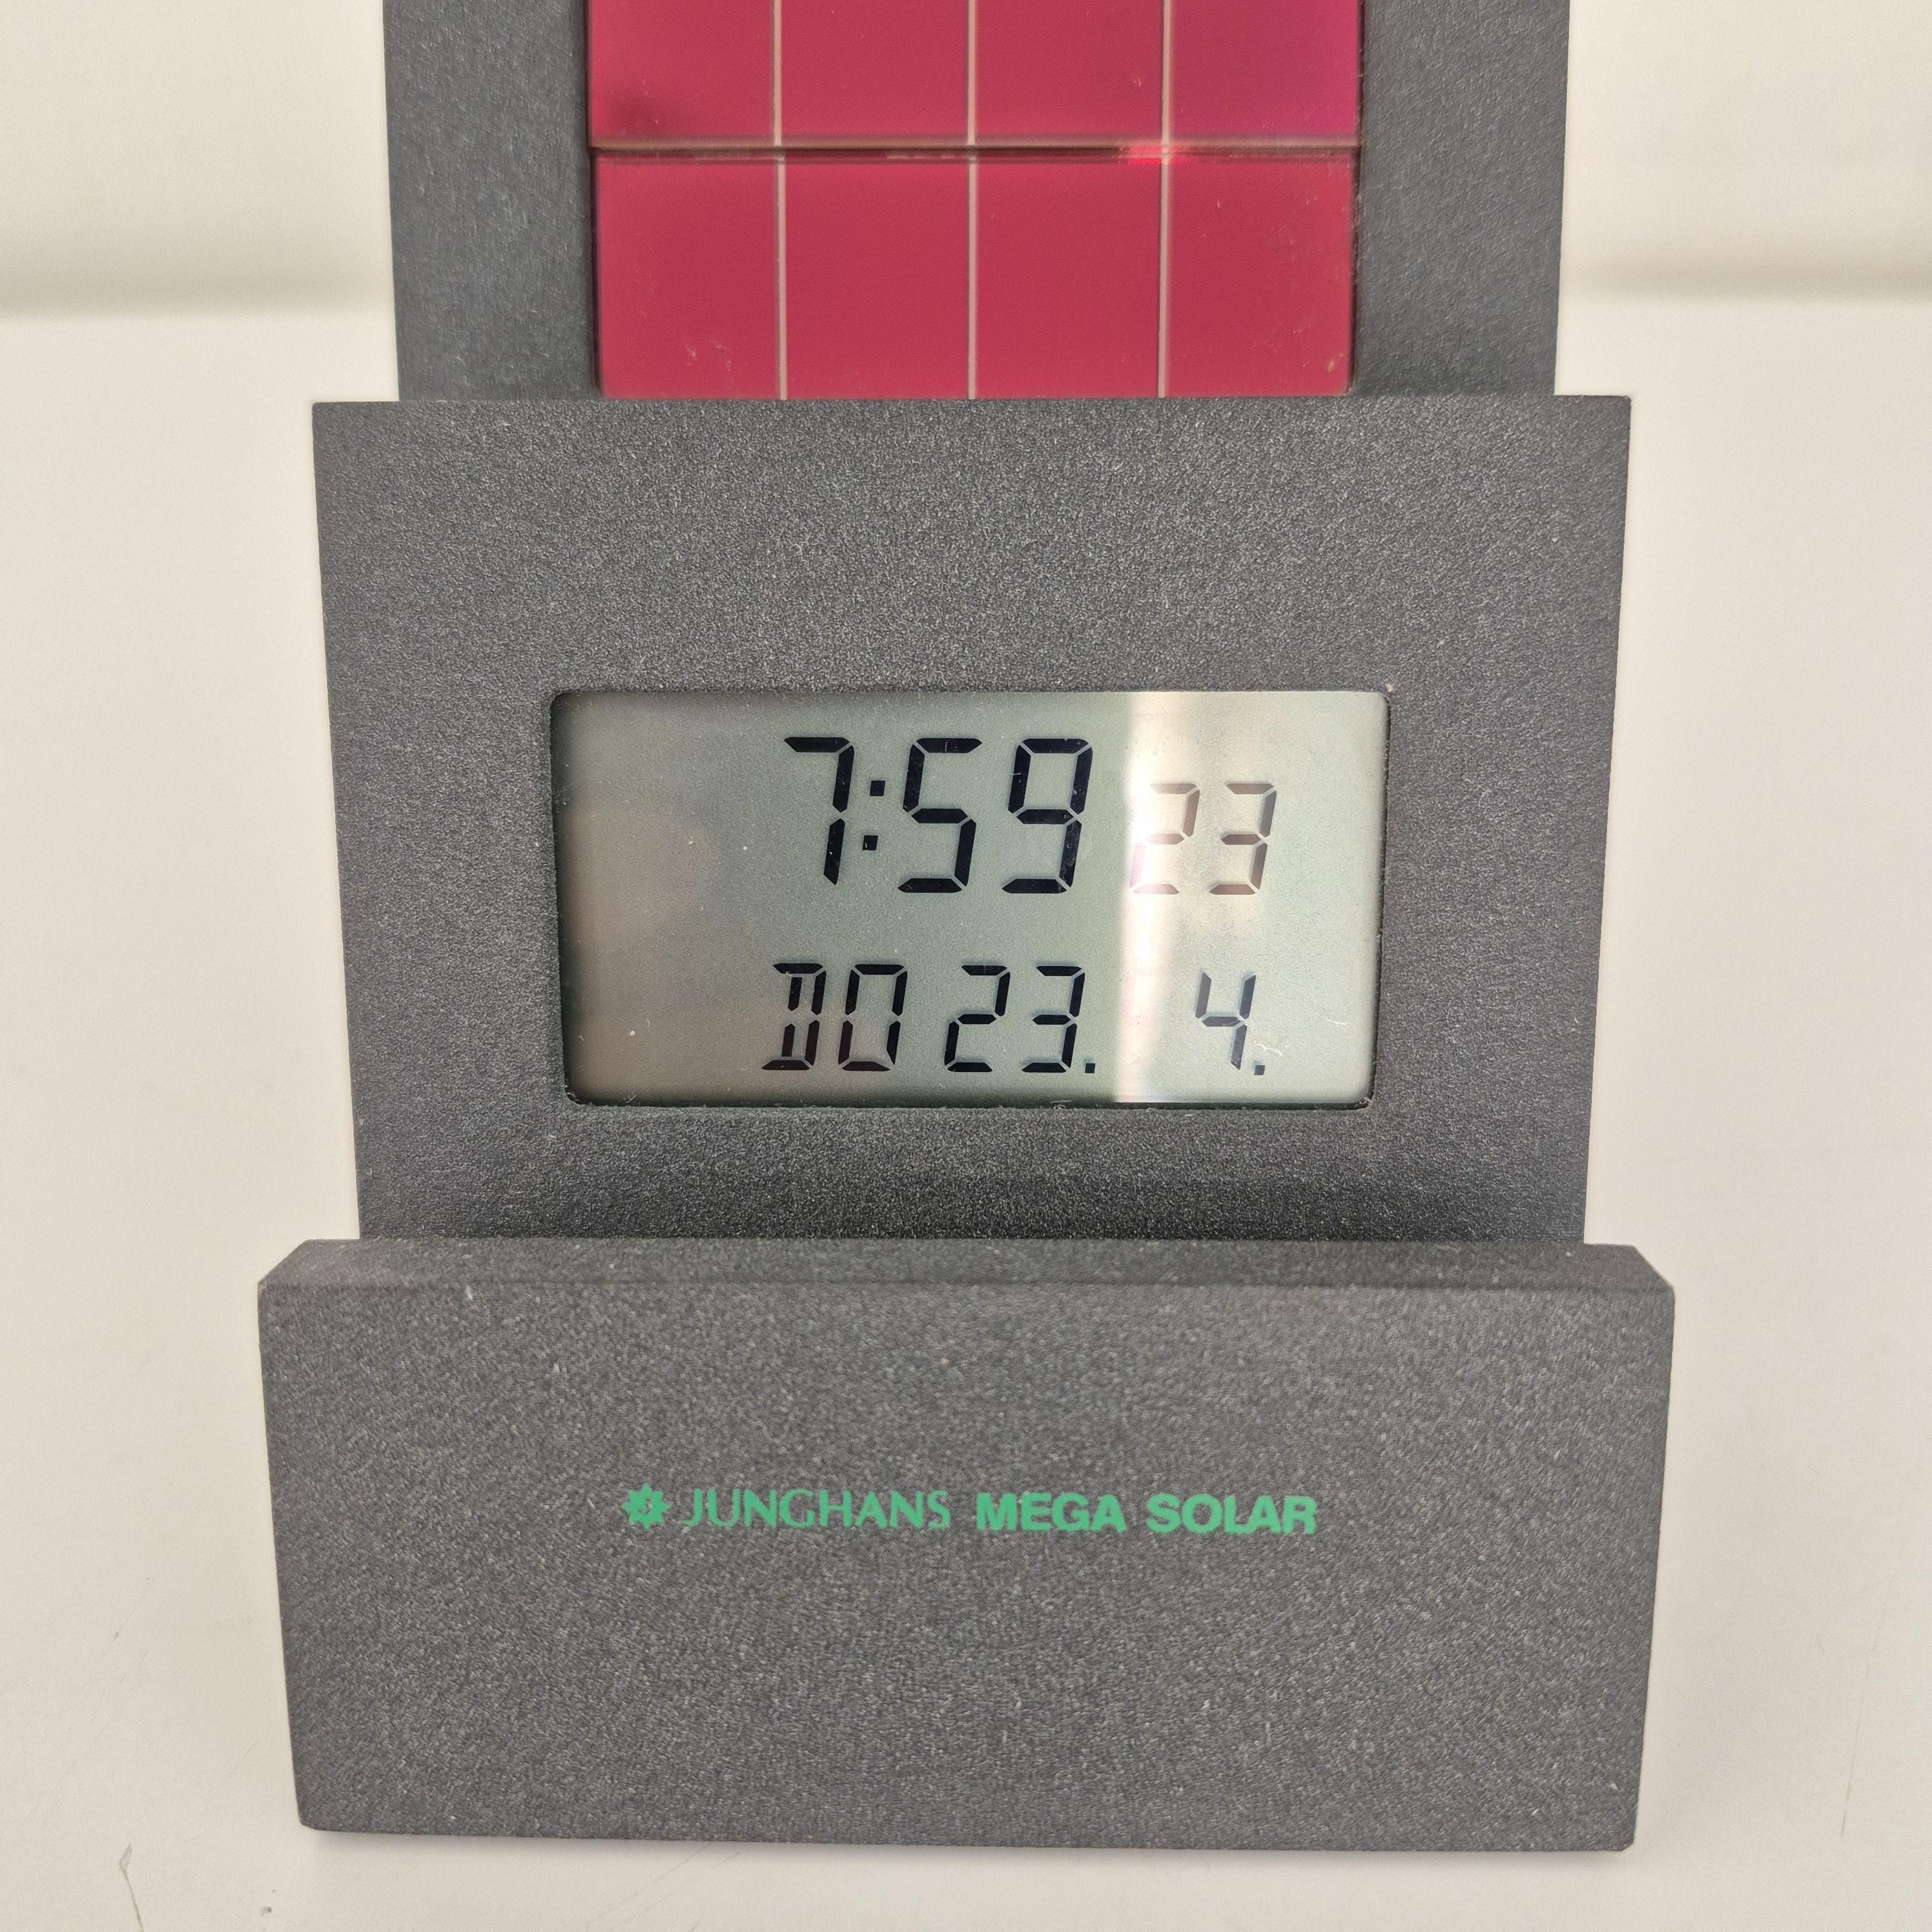 7:59 23
DO 23. 4.
JUNGHANS MEGA SOLAR